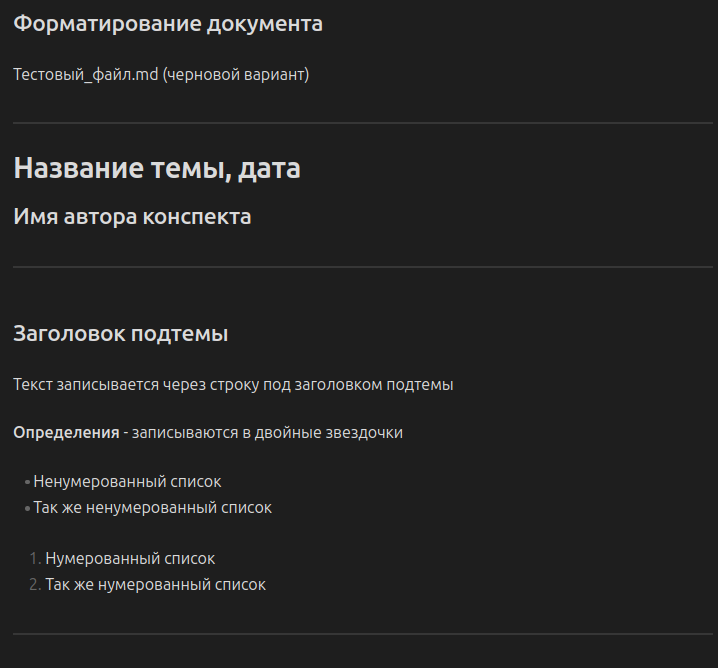 Форматирование документа
Тестовый_файл.md (черновой вариант)
Название темы, дата
Имя автора конспекта
Заголовок подтемы
Текст записывается через строку под заголовком подтемы
Определения - записываются в двойные звездочки
• Ненумерованный список
• Так же ненумерованный список
1. Нумерованный список
2. Так же нумерованный список